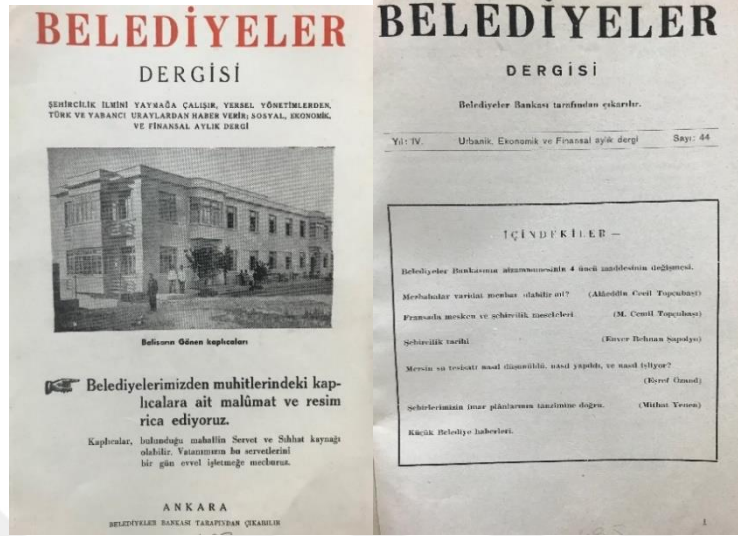 BELEDİYELER
DERGİSİ
ŞEHİRCİLİK İLMİNİ YAYMAĞA ÇALIŞIR, YERSEL YÖNETİMLERDEN,
TÜRK VE YABANCI URAYLARDAN HABER VERİR; SOSYAL, EKONOMİK,
VE FİNANSAL AYLIK DERGİ
Balisarın Gönen kaplıcaları
Belediyelerimizden muhitlerindeki kap-
lıcalara ait malûmat ve resim
rica ediyoruz.
Kaplıcalar, bulunduğu mahallin Servet ve Sıhhat kaynağı
olabilir. Vatanımızın bu servetlerini
bir gün evvel işletmeğe mecburuz.
ANKARA
BELEDİYELER BANKASI TARAFINDAN ÇIKARILIR
BELEDİYELER
DERGİSİ
Belediyeler Bankası tarafından çıkarılır.
Yıl: IV. Urbanik, Ekonomik ve Finansal aylık dergi Sayı: 44
İÇİNDEKİLER —
Belediyeler Bankasının nizamnamesinin 4 üncü maddesinin değişmesi.
Mezbahalar varidat menbaı olabilir mi? (Alâeddin Cecil Topçubaşı)
Fransada mesken ve şehircilik meseleleri. (M. Cemil Topçubaşı)
Şehircilik tarihi (Enver Behnan Şapolyo)
Mersin su tesisatı nasıl düşünüldü, nasıl yapıldı, ve nasıl işliyor?
(Eşref Özand)
Şehirlerimizin imar plânlarının tanzimine doğru. (Mithat Yenen)
Küçük Belediye haberleri.
1